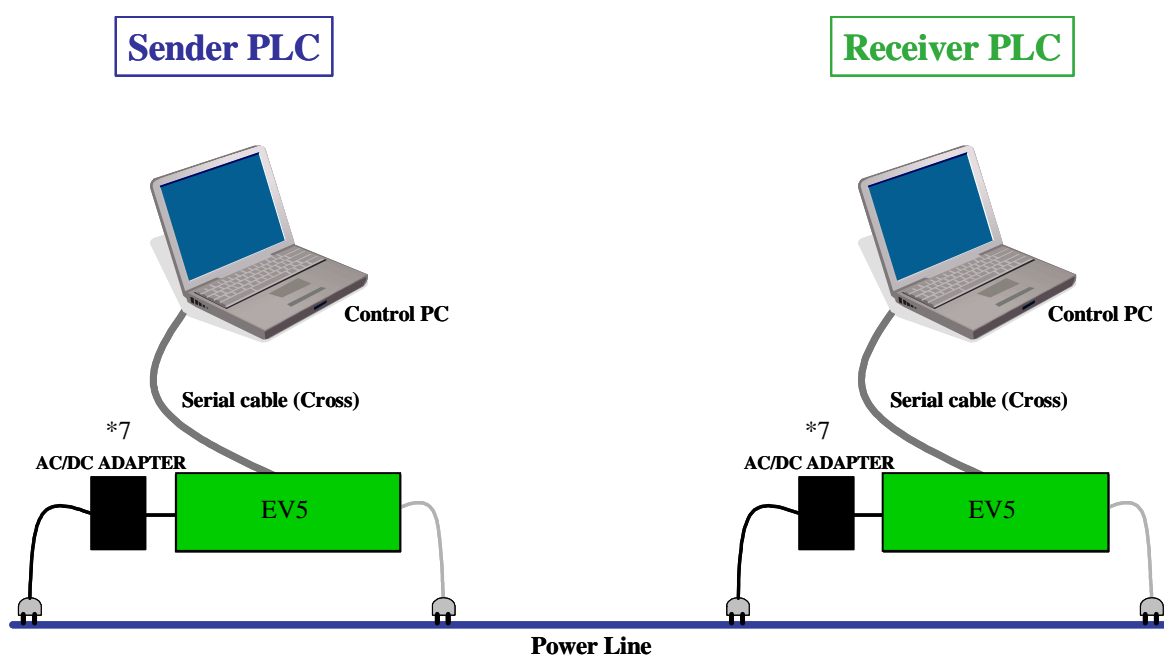 Sender PLC
Receiver PLC
Control PC
Control PC
Serial cable (Cross)
Serial cable (Cross)
*7
*7
AC/DC ADAPTER
AC/DC ADAPTER
EV5
EV5
Power Line